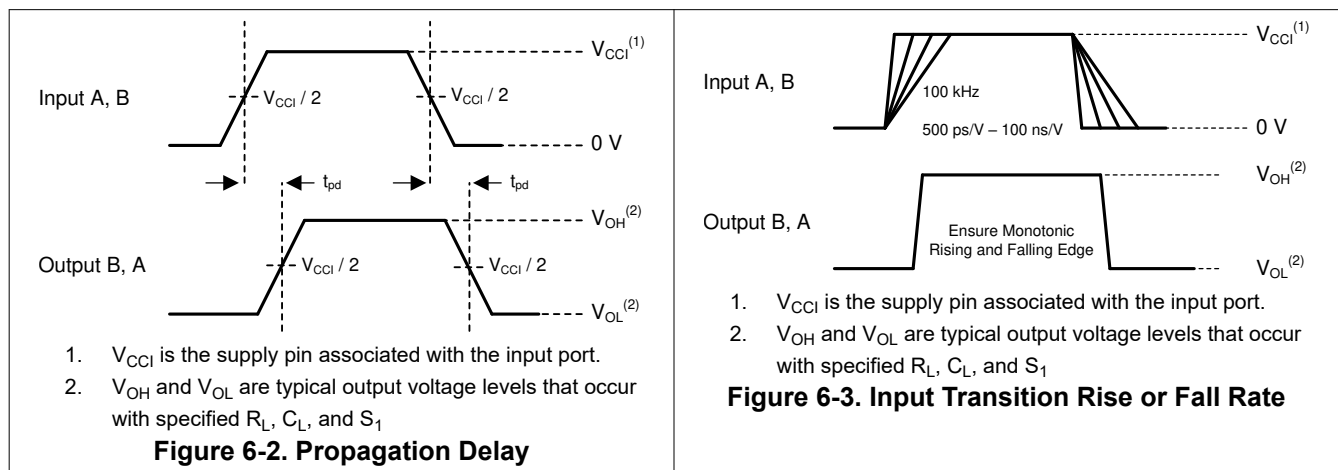 V_CCI(1)
Input A, B
V_CCI / 2
V_CCI / 2
0 V
t_pd
t_pd
V_OH(2)
Output B, A
V_CCI / 2
V_CCI / 2
V_OL(2)
1. V_CCI is the supply pin associated with the input port.
2. V_OH and V_OL are typical output voltage levels that occur
with specified R_L, C_L, and S_1
Figure 6-2. Propagation Delay
V_CCI(1)
Input A, B
100 kHz
500 ps/V – 100 ns/V
0 V
V_OH(2)
Output B, A
Ensure Monotonic
Rising and Falling Edge
V_OL(2)
1. V_CCI is the supply pin associated with the input port.
2. V_OH and V_OL are typical output voltage levels that occur
with specified R_L, C_L, and S_1
Figure 6-3. Input Transition Rise or Fall Rate